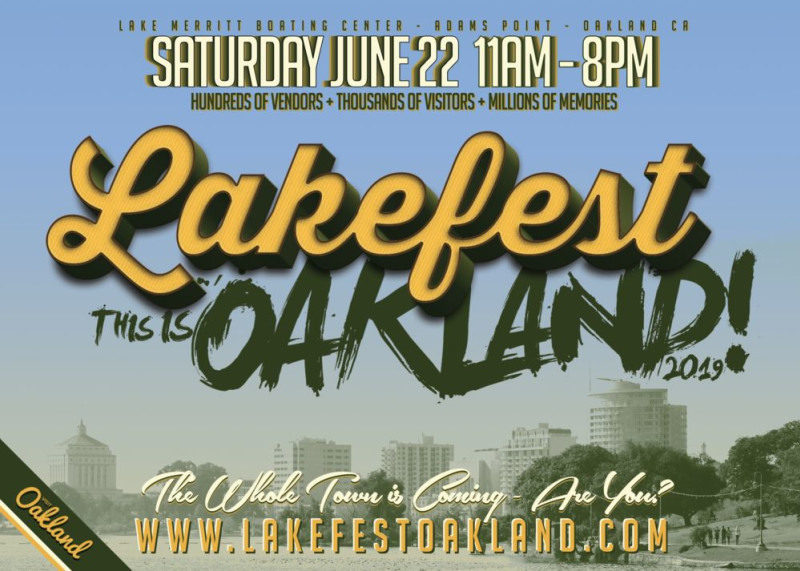 LAKE MERRITT BOATING CENTER - ADAMS POINT - OAKLAND CA
SATURDAY JUNE 22 11AM - 8PM
HUNDREDS OF VENDORS + THOUSANDS OF VISITORS + MILLIONS OF MEMORIES
Lakefest
THIS IS OAKLAND!
2019
The Whole Town is Coming - Are You?
WWW.LAKEFESTOAKLAND.COM
VISIT
Oakland